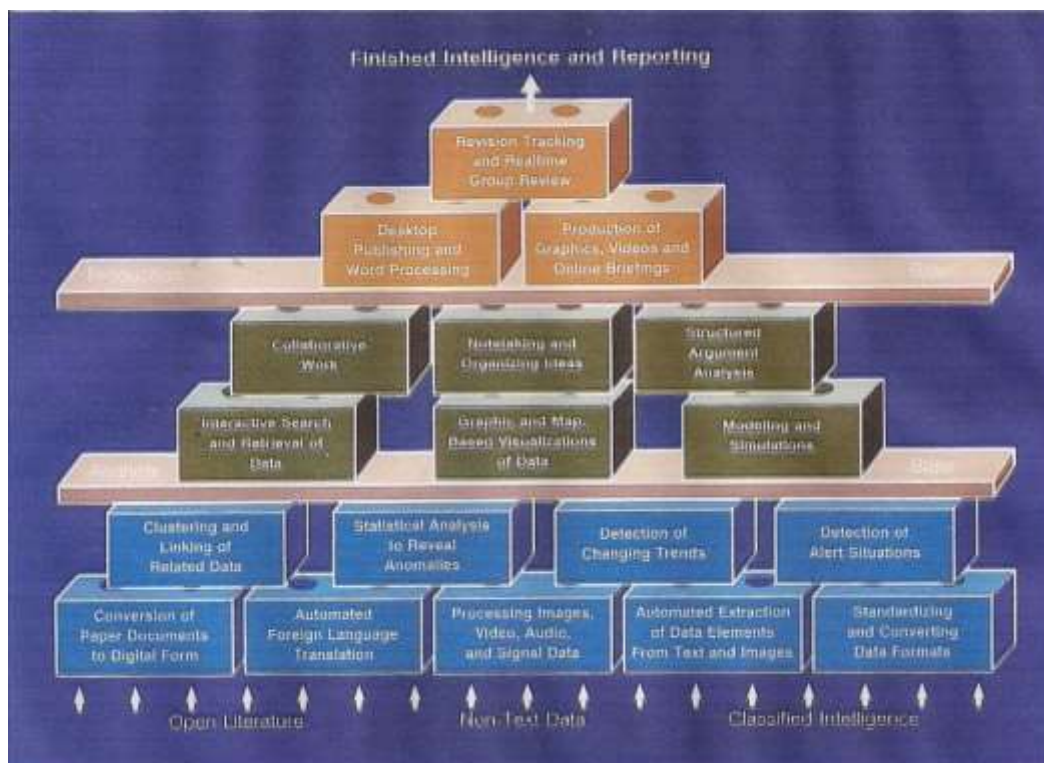 Finished Intelligence and Reporting
Revision Tracking
and Realtime
Group Review
Desktop
Publishing and
Word Processing
Production of
Graphics, Videos and
Online Briefings
Collaborative
Work
Notetaking and
Organizing Ideas
Structured
Argument
Analysis
Interactive Search
and Retrieval of
Data
Graphic and Map-
Based Visualizations
of Data
Modeling and
Simulations
Clustering and
Linking of
Related Data
Statistical Analysis
to Reveal
Anomalies
Detection of
Changing Trends
Detection of
Alert Situations
Conversion of
Paper Documents
to Digital Form
Automated
Foreign Language
Translation
Processing Images,
Video, Audio,
and Signal Data
Automated Extraction
of Data Elements
From Text and Images
Standardizing
and Converting
Data Formats
Open Literature
Non-Text Data
Classified Intelligence